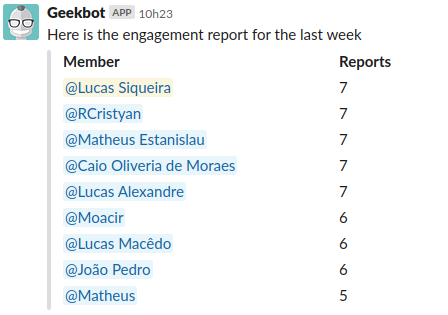 Geekbot APP 10h23
Here is the engagement report for the last week
Member Reports
@Lucas Siqueira 7
@RCristyan 7
@Matheus Estanislau 7
@Caio Oliveria de Moraes 7
@Lucas Alexandre 7
@Moacir 6
@Lucas Macêdo 6
@João Pedro 6
@Matheus 5